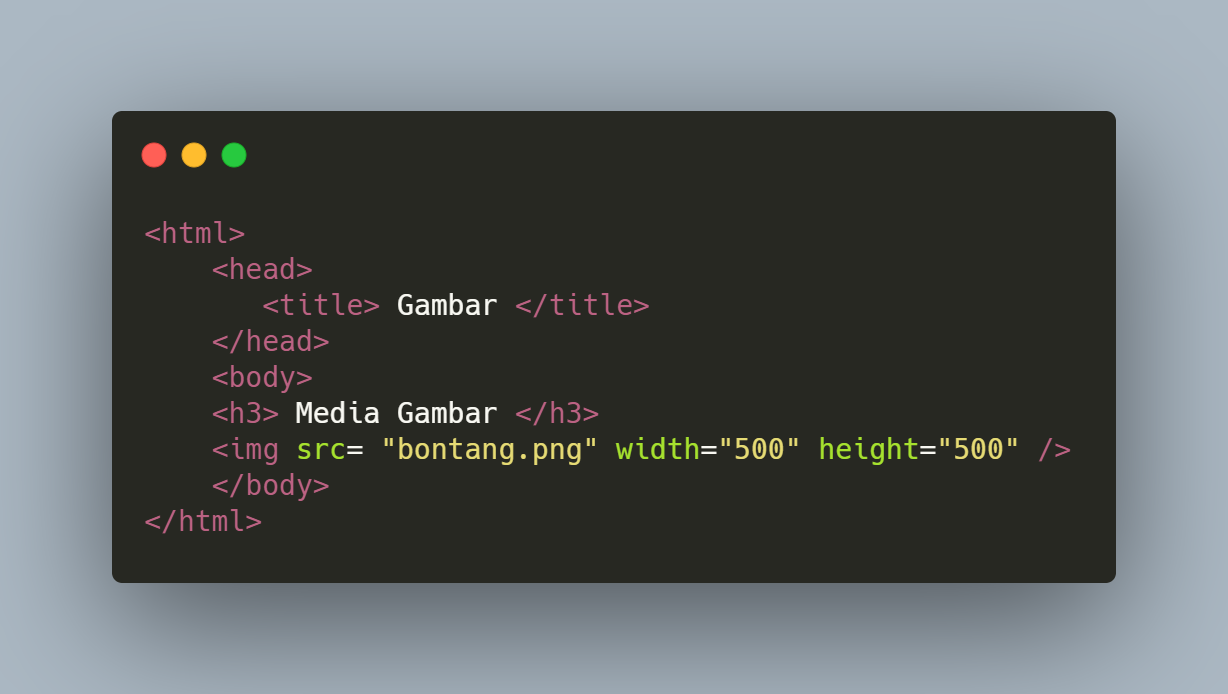 <html>
    <head>
       <title> Gambar </title>
    </head>
    <body>
    <h3> Media Gambar </h3>
    <img src= "bontang.png" width="500" height="500" />
    </body>
</html>